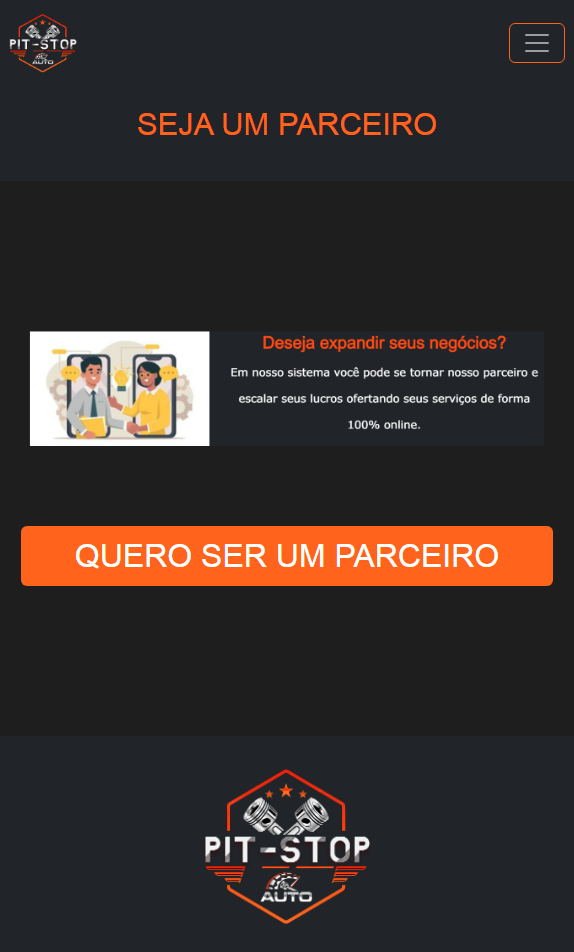 PIT-STOP
AUTO
SEJA UM PARCEIRO
Deseja expandir seus negócios?
Em nosso sistema você pode se tornar nosso parceiro e
escalar seus lucros ofertando seus serviços de forma
100% online.
QUERO SER UM PARCEIRO
PIT-STOP
AUTO